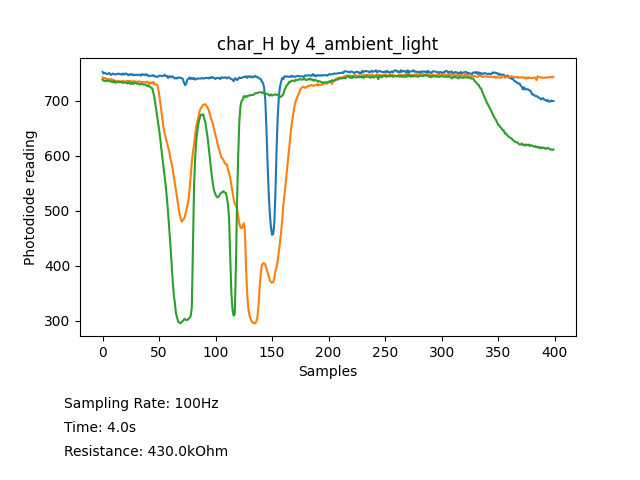 char_H by 4_ambient_light
Photodiode reading
700
600
500
400
300
0 50 100 150 200 250 300 350 400
Samples
Sampling Rate: 100Hz
Time: 4.0s
Resistance: 430.0kOhm